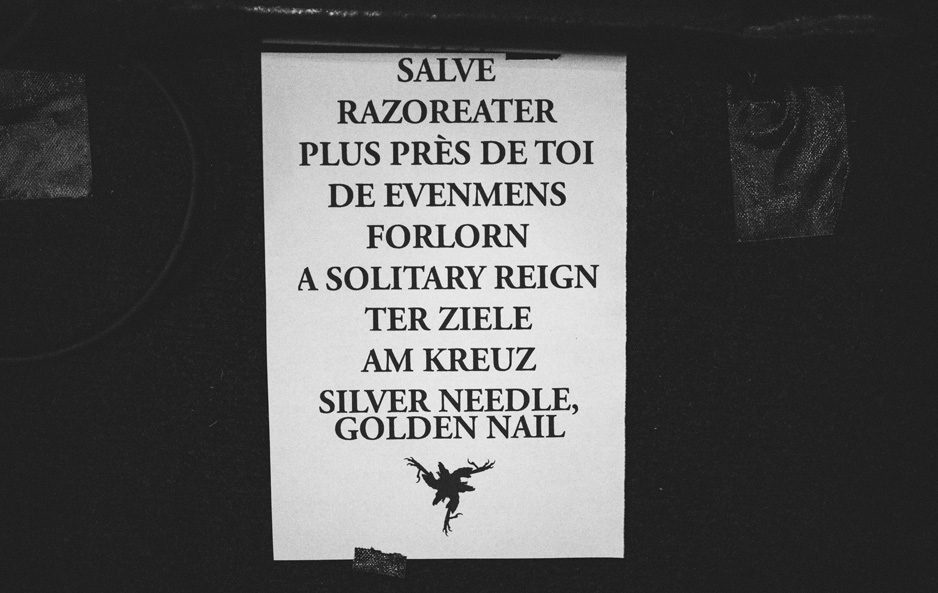 SALVE
RAZOREATER
PLUS PRÈS DE TOI
DE EVENMENS
FORLORN
A SOLITARY REIGN
TER ZIELE
AM KREUZ
SILVER NEEDLE,
GOLDEN NAIL